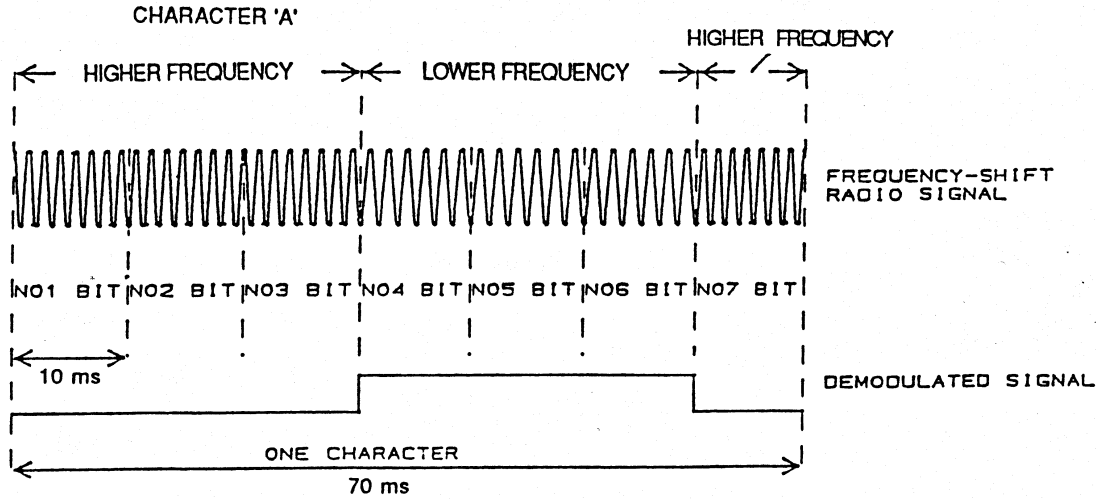 CHARACTER 'A'
HIGHER FREQUENCY
HIGHER FREQUENCY
LOWER FREQUENCY
FREQUENCY-SHIFT
RADIO SIGNAL
NO1 BIT NO2 BIT NO3 BIT NO4 BIT NO5 BIT NO6 BIT NO7 BIT
10 ms
DEMODULATED SIGNAL
ONE CHARACTER
70 ms